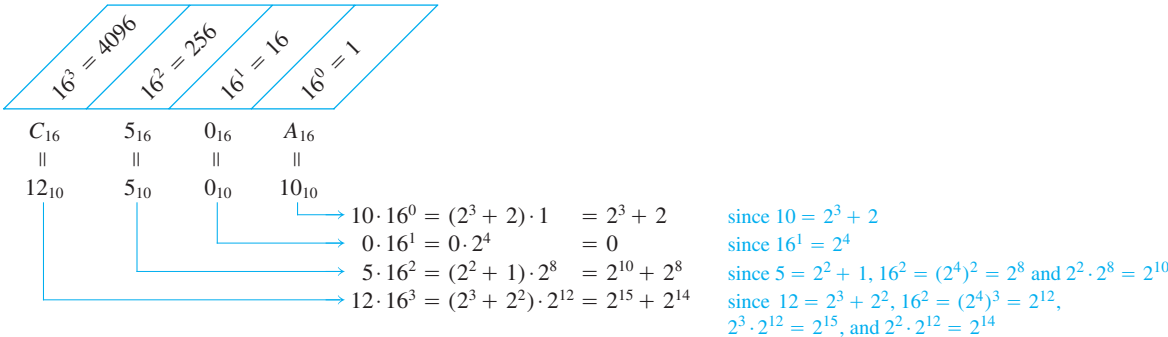 16³ = 4096 16² = 256 16¹ = 16 16⁰ = 1
C₁₆ 5₁₆ 0₁₆ A₁₆
|| || || ||
12₁₀ 5₁₀ 0₁₀ 10₁₀
10 · 16⁰ = (2³ + 2) · 1 = 2³ + 2 since 10 = 2³ + 2
0 · 16¹ = 0 · 2⁴ = 0 since 16¹ = 2⁴
5 · 16² = (2² + 1) · 2⁸ = 2¹⁰ + 2⁸ since 5 = 2² + 1, 16² = (2⁴)² = 2⁸ and 2² · 2⁸ = 2¹⁰
12 · 16³ = (2³ + 2²) · 2¹² = 2¹⁵ + 2¹⁴ since 12 = 2³ + 2², 16² = (2⁴)³ = 2¹²,
2³ · 2¹² = 2¹⁵, and 2² · 2¹² = 2¹⁴